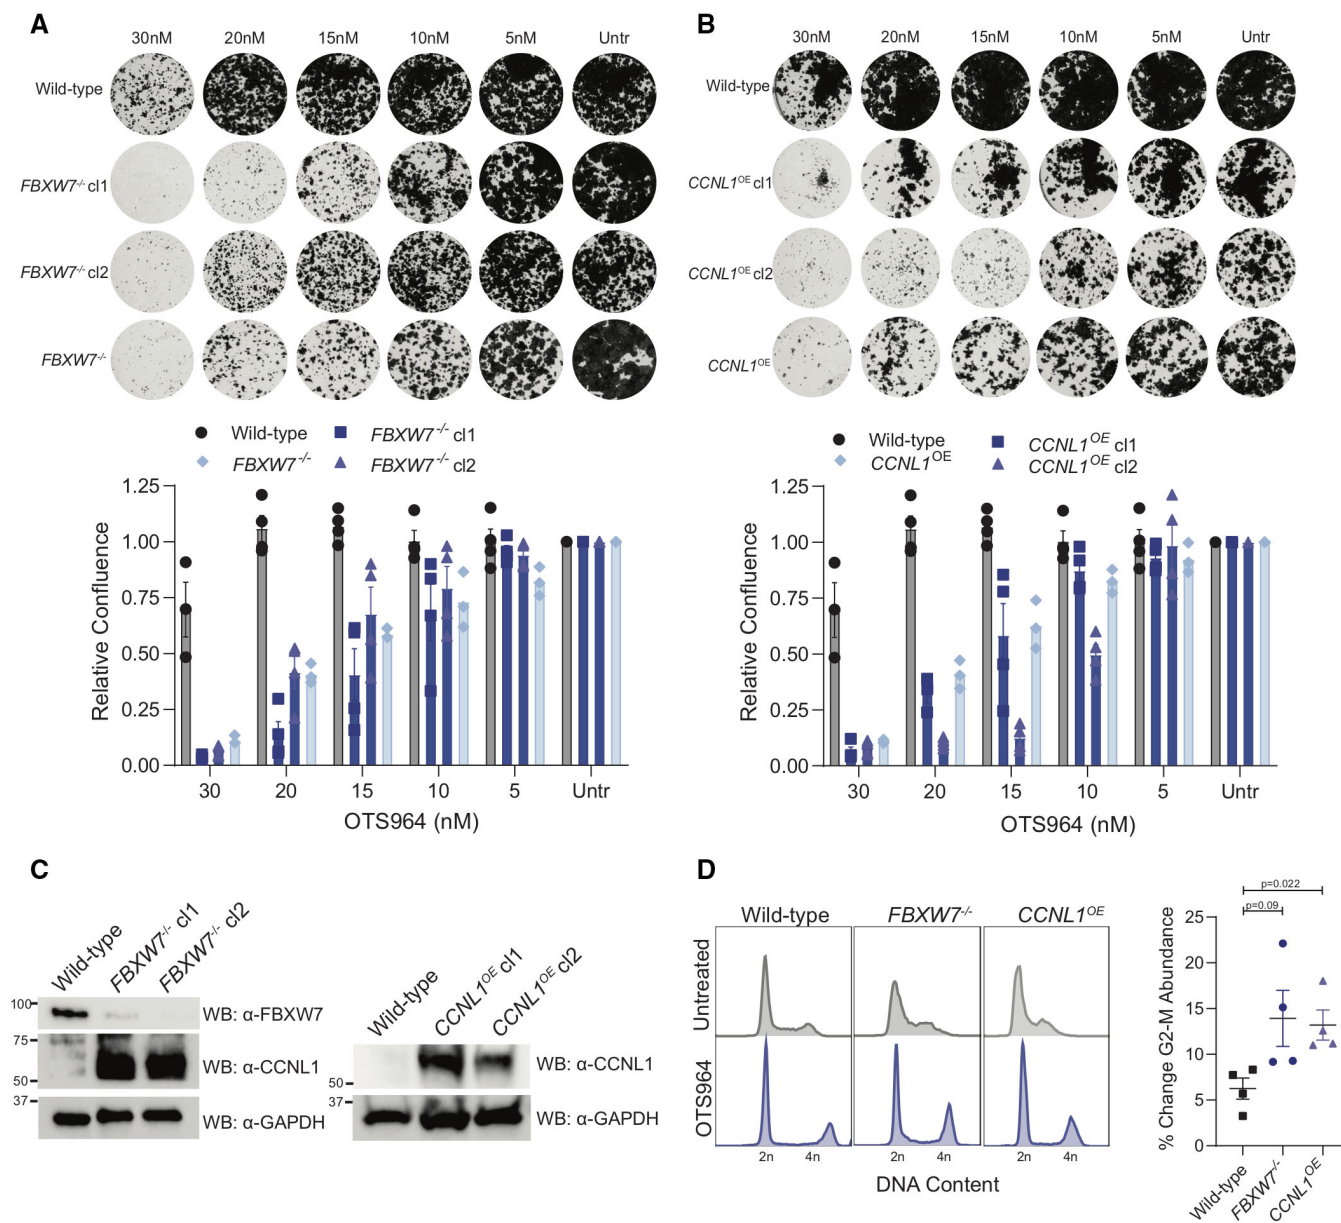 A
30nM 20nM 15nM 10nM 5nM Untr
Wild-type
FBXW7-/- cl1
FBXW7-/- cl2
FBXW7-/-
Wild-type
FBXW7-/- cl1
FBXW7-/-
FBXW7-/- cl2
Relative Confluence
1.25
1.00
0.75
0.50
0.25
0.00
30 20 15 10 5 Untr
OTS964 (nM)
B
30nM 20nM 15nM 10nM 5nM Untr
Wild-type
CCNL1OE cl1
CCNL1OE cl2
CCNL1OE
Wild-type
CCNL1OE cl1
CCNL1OE
CCNL1OE cl2
Relative Confluence
1.25
1.00
0.75
0.50
0.25
0.00
30 20 15 10 5 Untr
OTS964 (nM)
C
Wild-type
FBXW7-/- cl1
FBXW7-/- cl2
100
WB: α-FBXW7
75
WB: α-CCNL1
50
37
WB: α-GAPDH
Wild-type
CCNL1OE cl1
CCNL1OE cl2
WB: α-CCNL1
50
37
WB: α-GAPDH
D
Wild-type FBXW7-/- CCNL1OE
Untreated
OTS964
2n 4n 2n 4n 2n 4n
DNA Content
p=0.022
p=0.09
% Change G2-M Abundance
25
20
15
10
5
0
Wild-type
FBXW7-/-
CCNL1OE